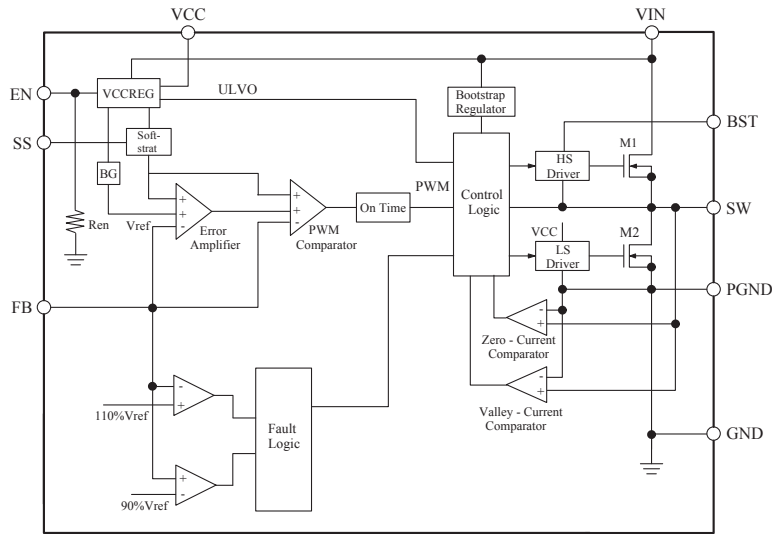 VCC
VIN
EN
VCCREG
ULVO
Bootstrap
Regulator
BST
SS
Soft-
strat
M1
BG
HS
Driver
PWM
Control
Logic
On Time
SW
Ren
Vref
Error
Amplifier
PWM
Comparator
VCC
M2
LS
Driver
FB
PGND
Zero - Current
Comparator
110%Vref
Fault
Logic
Valley - Current
Comparator
GND
90%Vref
+
+
-
+
+
-
-
+
-
+
-
+
+
-